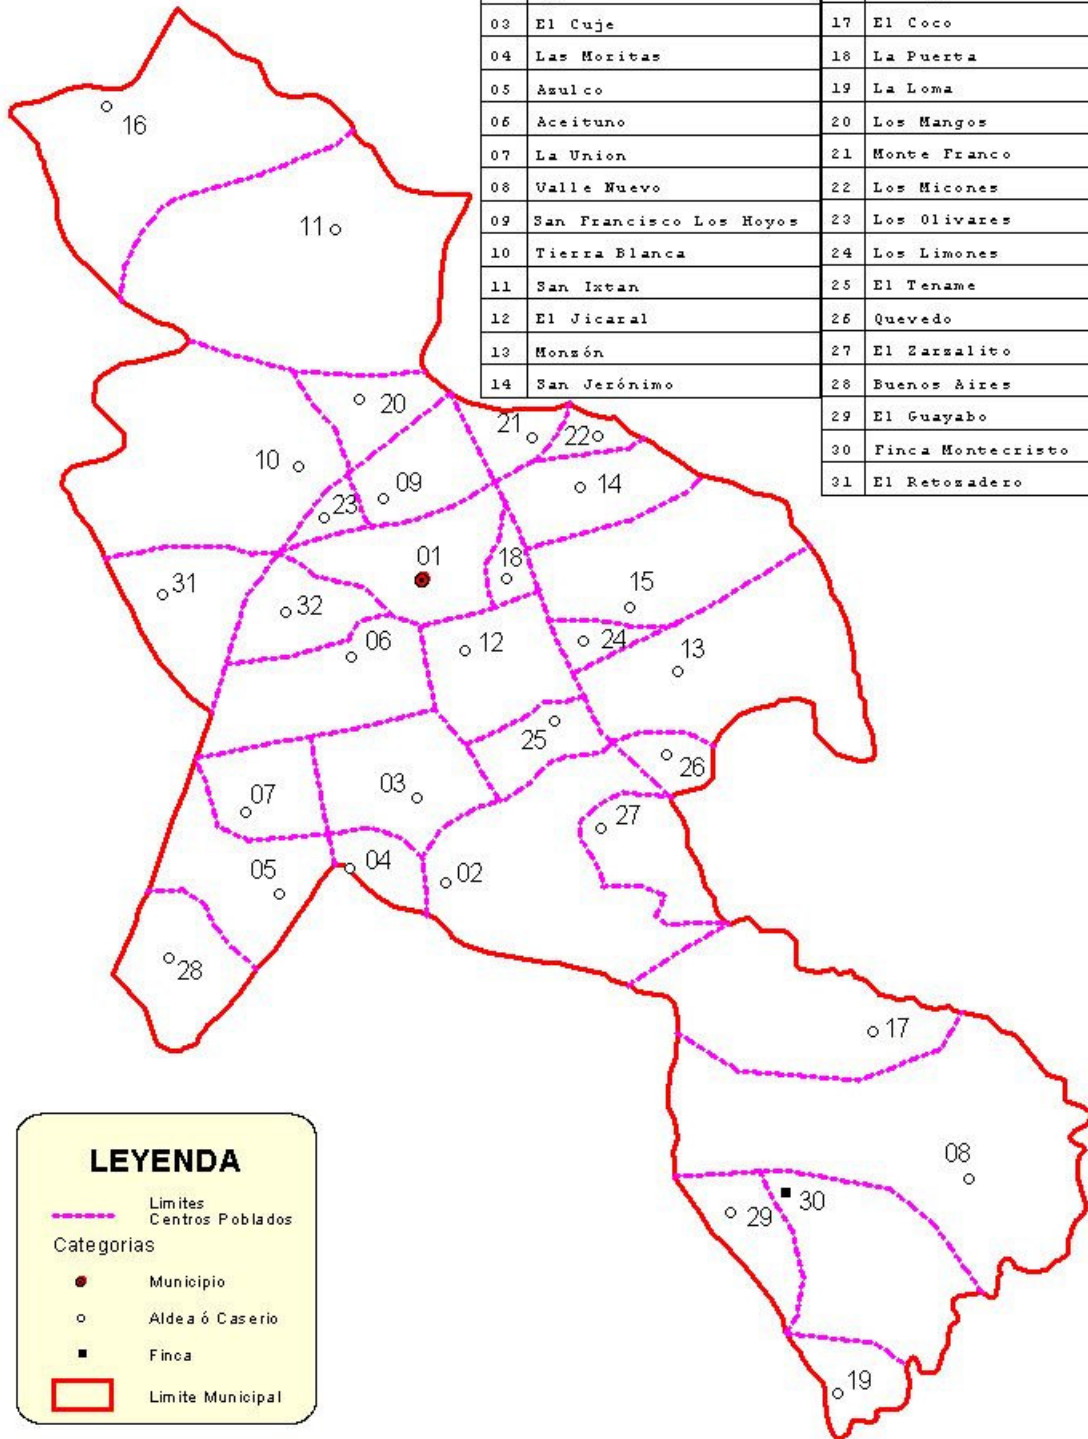 03 El Cuje
04 Las Moritas
05 Azulco
06 Aceituno
07 La Union
08 Valle Nuevo
09 San Francisco Los Hoyos
10 Tierra Blanca
11 San Ixtan
12 El Jicaral
13 Monzón
14 San Jerónimo
17 El Coco
18 La Puerta
19 La Loma
20 Los Mangos
21 Monte Franco
22 Los Micones
23 Los Olivares
24 Los Limones
25 El Tename
26 Quevedo
27 El Zarzalito
28 Buenos Aires
29 El Guayabo
30 Finca Montecristo
31 El Retozadero
16
11
20
21
22
10
09
14
23
01
18
31
32
15
06
12
24
13
25
26
03
07
27
04
05
02
28
17
08
30
29
19
LEYENDA
Limites
Centros Poblados
Categorias
Municipio
Aldea ó Caserio
Finca
Limite Municipal